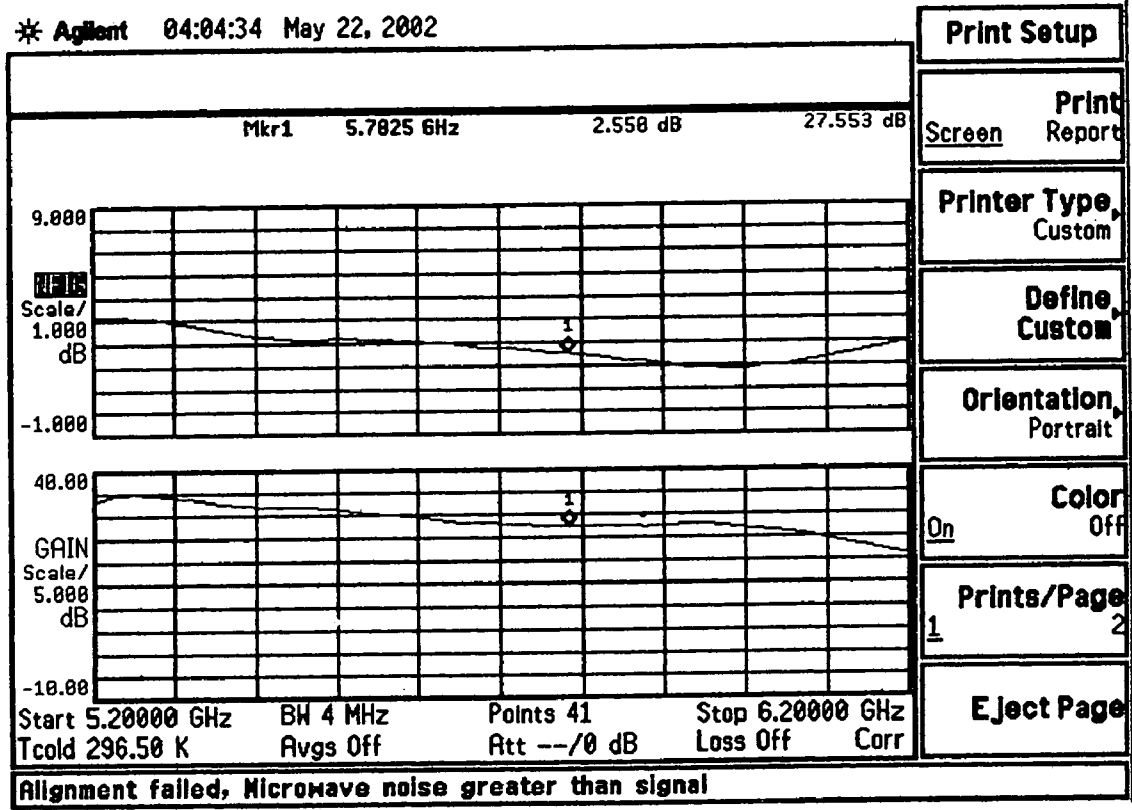 Agilent 04:04:34 May 22, 2002
Mkr1 5.7825 GHz 2.550 dB 27.553 dB
9.000
NFIG
Scale/
1.000
dB
-1.000
1
40.00
GAIN
Scale/
5.000
dB
-10.00
1
Start 5.20000 GHz BW 4 MHz Points 41 Stop 6.20000 GHz
Tcold 296.50 K Avgs Off Att --/0 dB Loss Off Corr
Alignment failed, Microwave noise greater than signal
Print Setup
Print
Screen Report
Printer Type
Custom
Define
Custom
Orientation
Portrait
Color
On Off
Prints/Page
1 2
Eject Page